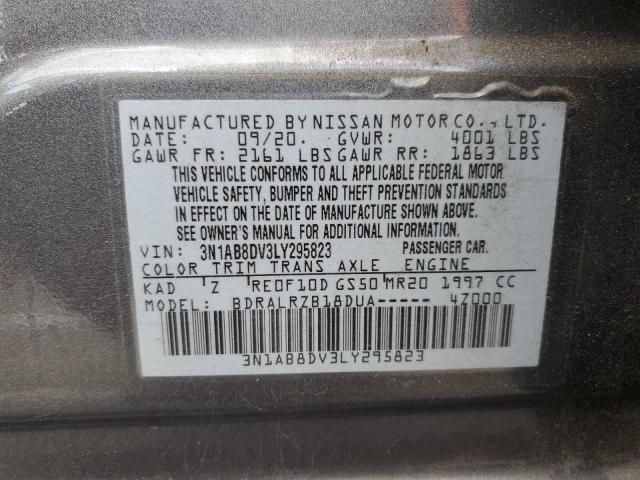 MANUFACTURED BY NISSAN MOTOR CO., LTD.
DATE: 09/20. GVWR: 4001 LBS
GAWR FR: 2161 LBS GAWR RR: 1863 LBS
THIS VEHICLE CONFORMS TO ALL APPLICABLE FEDERAL MOTOR
VEHICLE SAFETY, BUMPER AND THEFT PREVENTION STANDARDS
IN EFFECT ON THE DATE OF MANUFACTURE SHOWN ABOVE.
SEE OWNER'S MANUAL FOR ADDITIONAL INFORMATION.
VIN: 3N1AB8DV3LY295823 PASSENGER CAR.
COLOR TRIM TRANS AXLE ENGINE
KAD Z RE0F10D GS50 MR20 1997 CC
MODEL: BDRALRZB18DUA----- 4Z000
3N1AB8DV3LY295823